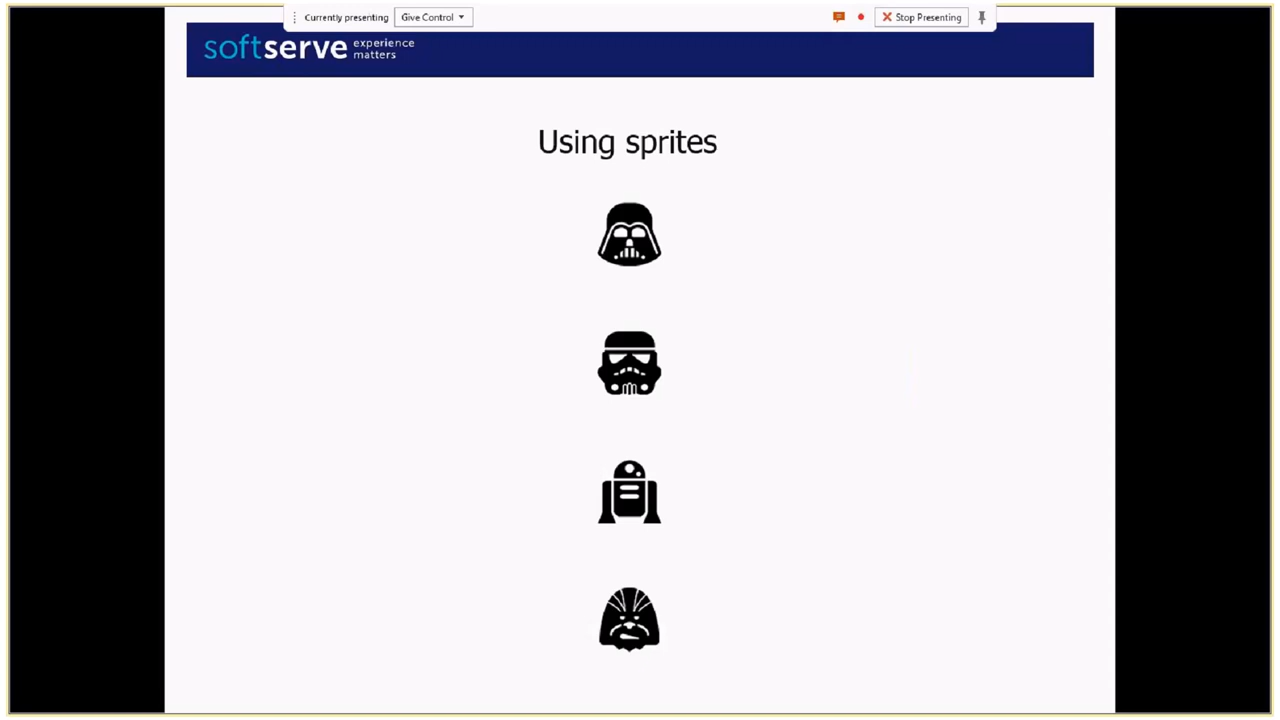 Currently presenting Give Control Stop Presenting
softserve experience
matters
Using sprites